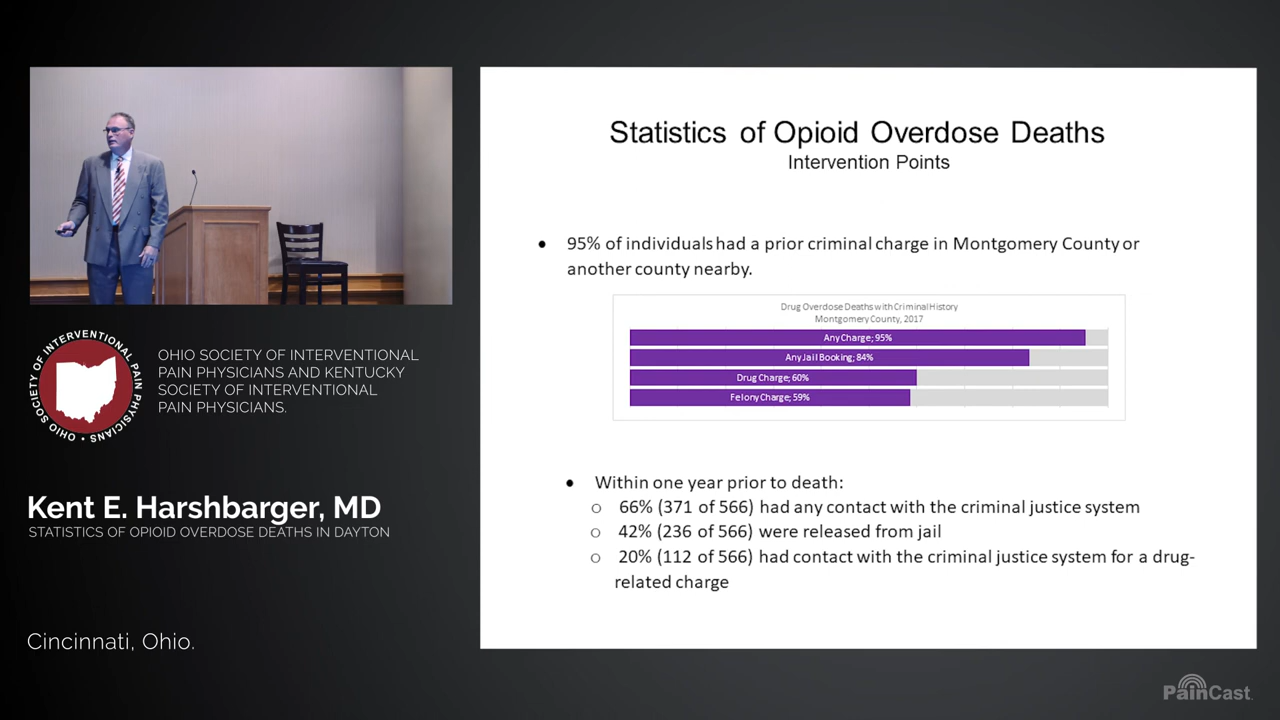 Statistics of Opioid Overdose Deaths
Intervention Points
• 95% of individuals had a prior criminal charge in Montgomery County or
another county nearby.
Drug Overdose Deaths with Criminal History
Montgomery County, 2017
Any Charge; 95%
Any Jail Booking; 84%
Drug Charge; 60%
Felony Charge; 59%
• Within one year prior to death:
o 66% (371 of 566) had any contact with the criminal justice system
o 42% (236 of 566) were released from jail
o 20% (112 of 566) had contact with the criminal justice system for a drug-
related charge
OHIO SOCIETY OF INTERVENTIONAL PAIN PHYSICIANS •
OHIO SOCIETY OF INTERVENTIONAL
PAIN PHYSICIANS AND KENTUCKY
SOCIETY OF INTERVENTIONAL
PAIN PHYSICIANS.
Kent E. Harshbarger, MD
STATISTICS OF OPIOID OVERDOSE DEATHS IN DAYTON
Cincinnati, Ohio.
PainCast